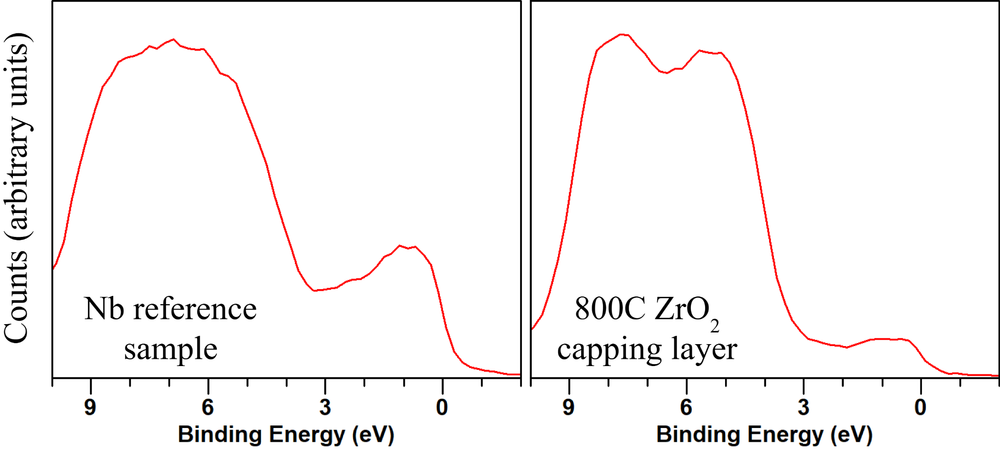 Counts (arbitrary units)
Nb reference
sample
9 6 3 0
Binding Energy (eV)
800C ZrO₂
capping layer
9 6 3 0
Binding Energy (eV)